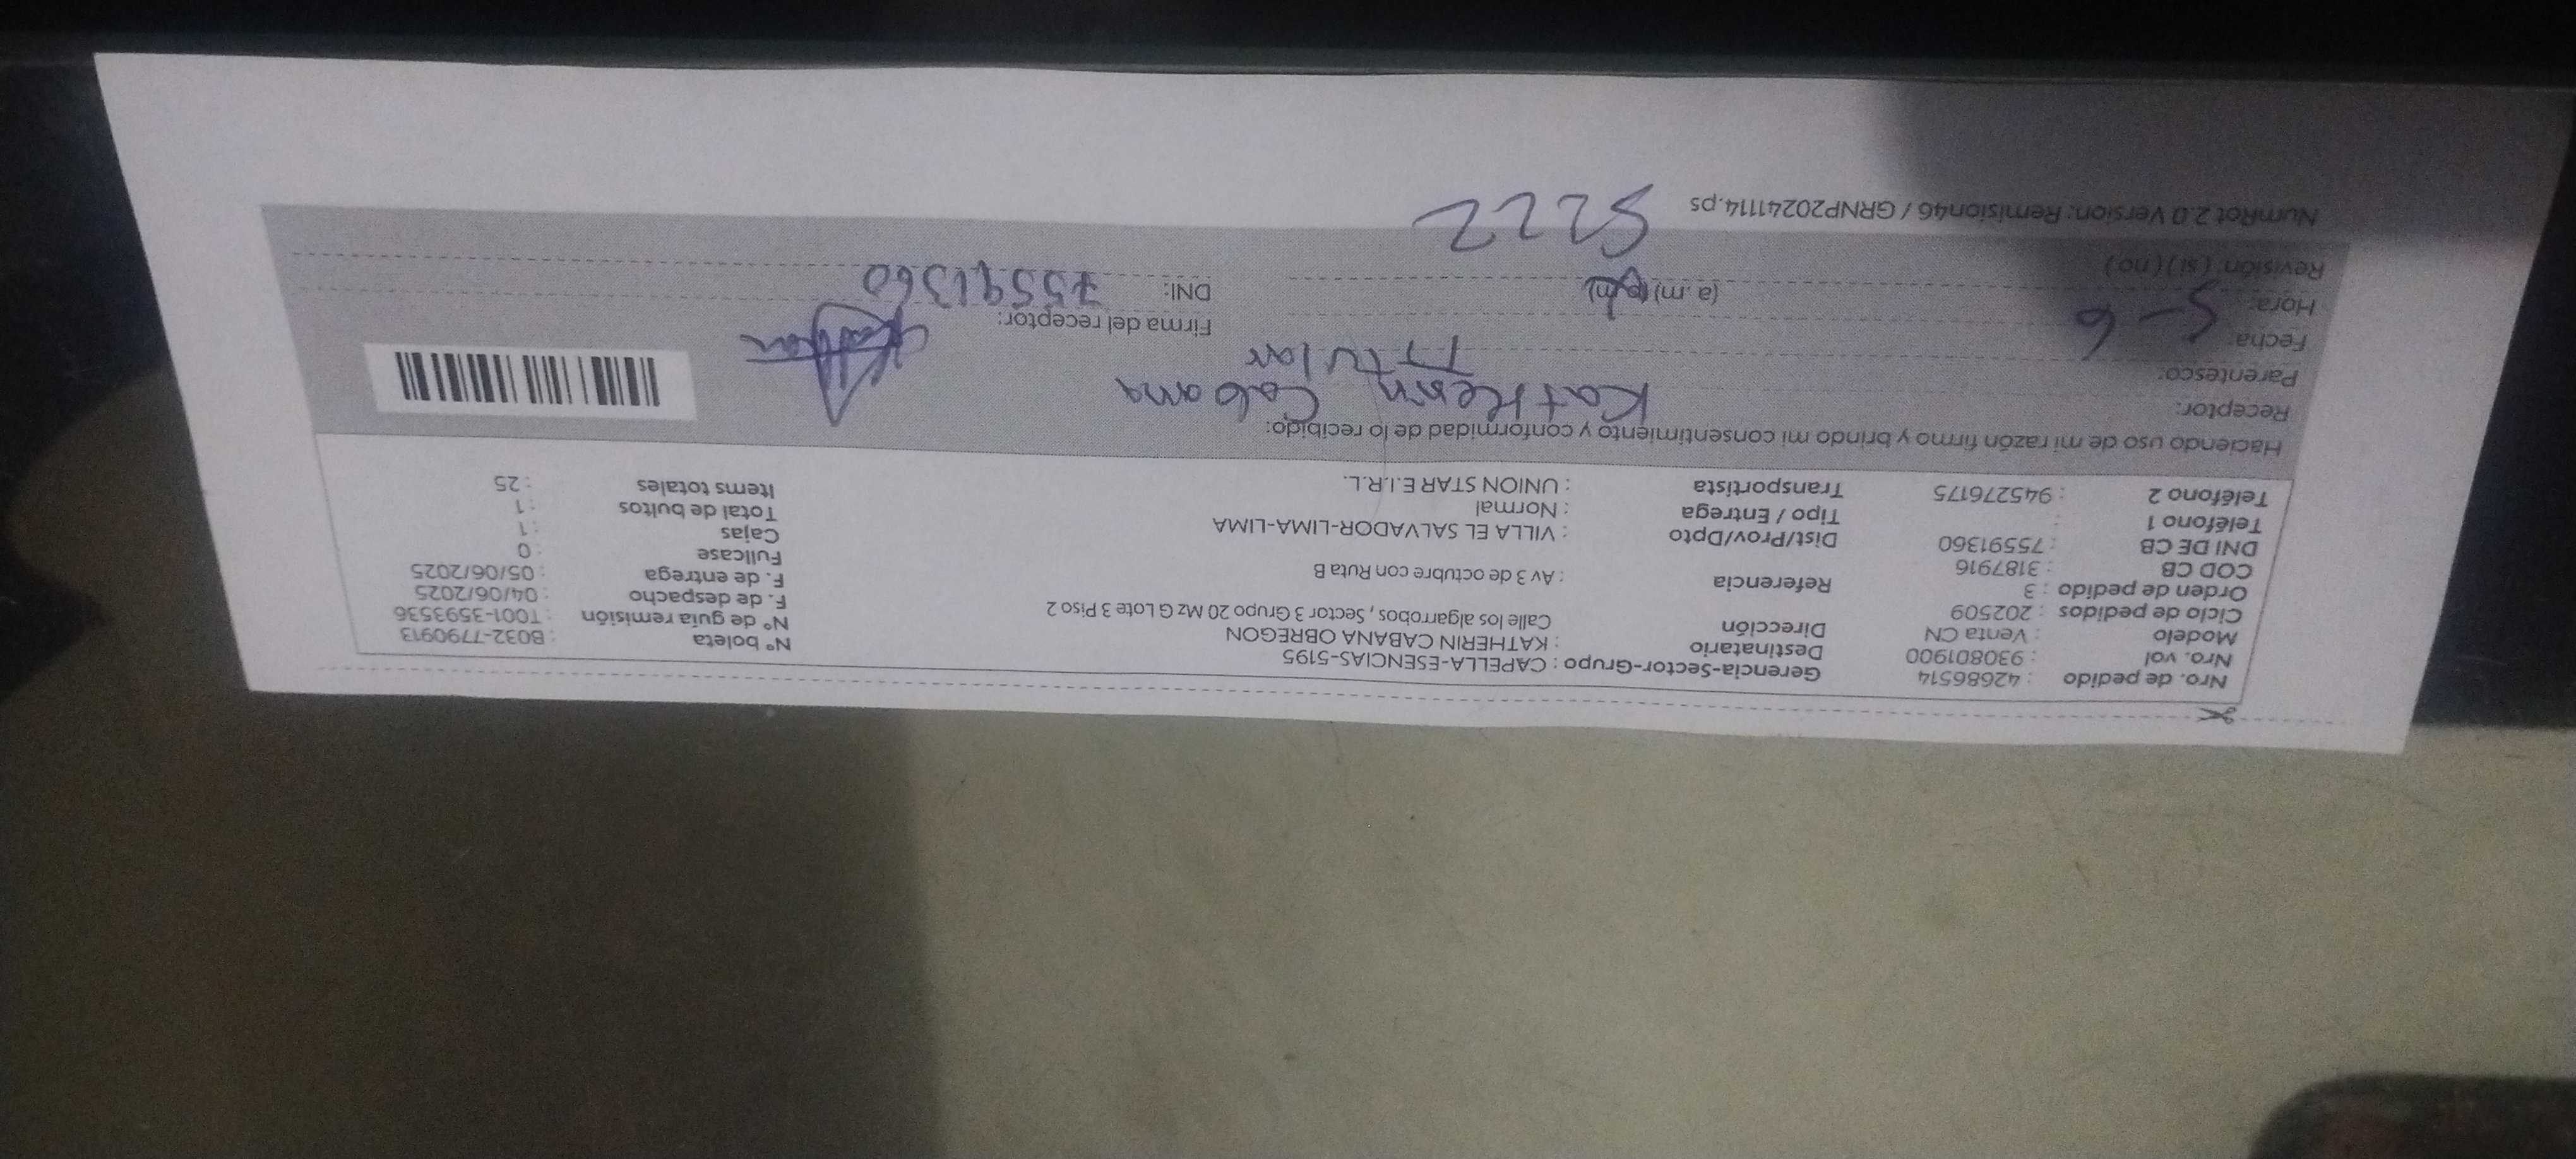 Nro. de pedido : 42686514 Gerencia-Sector-Grupo : CAPELLA-ESENCIAS-5195
Nro. vol : 930801900 Destinatario : KATHERIN CABANA OBREGON N° boleta : B032-7790913
Modelo : Venta CN Dirección Calle los algarrobos, Sector 3 Grupo 20 Mz G Lote 3 Piso 2 N° de guía remisión : T001-3593536
Ciclo de pedidos : 202509 F. de despacho : 04/06/2025
Orden de pedido : 3 Referencia : Av 3 de octubre con Ruta B F. de entrega : 05/06/2025
COD CB : 3187916 Fullcase : 0
DNI DE CB : 75591360 Dist/Prov/Dpto : VILLA EL SALVADOR-LIMA-LIMA Cajas : 1
Teléfono 1 : Tipo / Entrega : Normal Total de bultos : 1
Teléfono 2 : 945276175 Transportista : UNION STAR E.I.R.L. Items totales : 25
Haciendo uso de mi razón firmo y brindo mi consentimiento y conformidad de lo recibido:
Receptor: Katherin Cabana
Parentesco: Titular
Fecha: 5-6 Firma del receptor:
Hora: (a.m) (p.m) DNI: 75591360
Revisión: (si) (no)
5222
NumRot 2.0 Version: Remision46 / GRNP20241114.ps